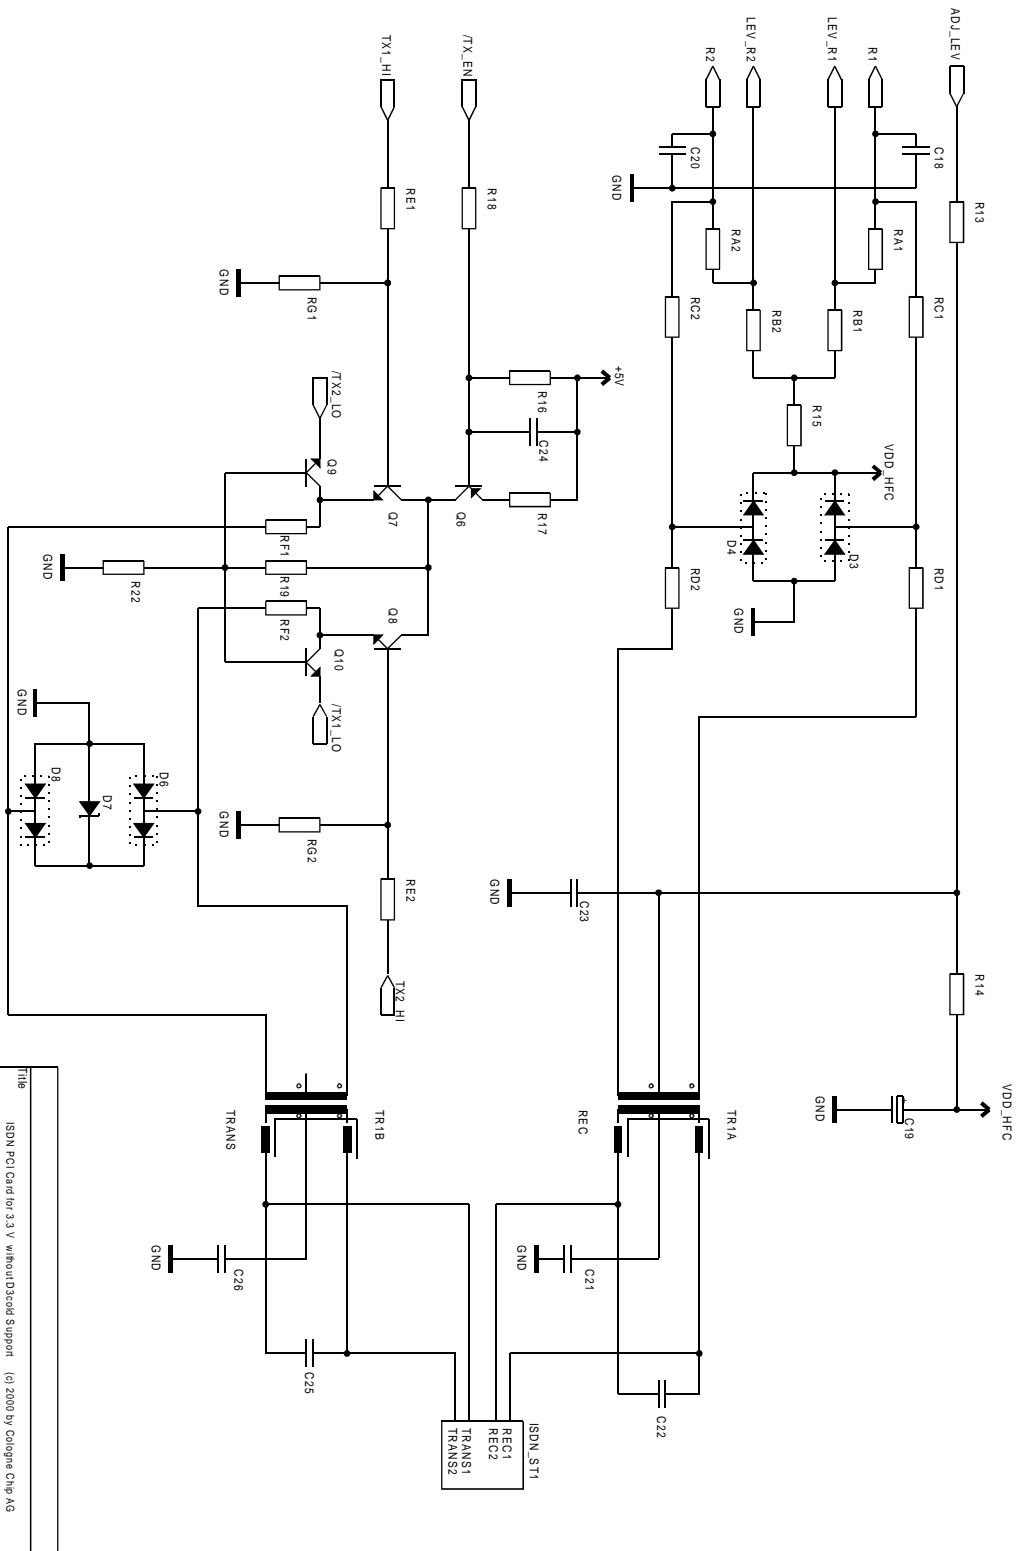 ADJ_LEV
R13
R14
VDD_HFC
C19
GND
R1
C18
RA1
RC1
LEV_R1
RB1
RD1
D3
VDD_HFC
R15
LEV_R2
RB2
D4
GND
R2
C20
GND
RA2
RC2
RD2
C23
GND
TR1A
REC
C21
GND
C22
+5V
R16
C24
R17
/TX_EN
R18
Q6
TX1_HI
RE1
RG1
GND
Q7
Q8
RG2
GND
RE2
TX2_HI
/TX2_LO
Q9
RF1
R19
RF2
Q10
/TX1_LO
R22
GND
GND
D6
D7
D8
TR1B
TRANS
C26
GND
C25
ISDN_ST1
REC1
REC2
TRANS1
TRANS2
Title
ISDN PCI Card for 3.3 V without D3cold Support (c) 2000 by Cologne Chip AG